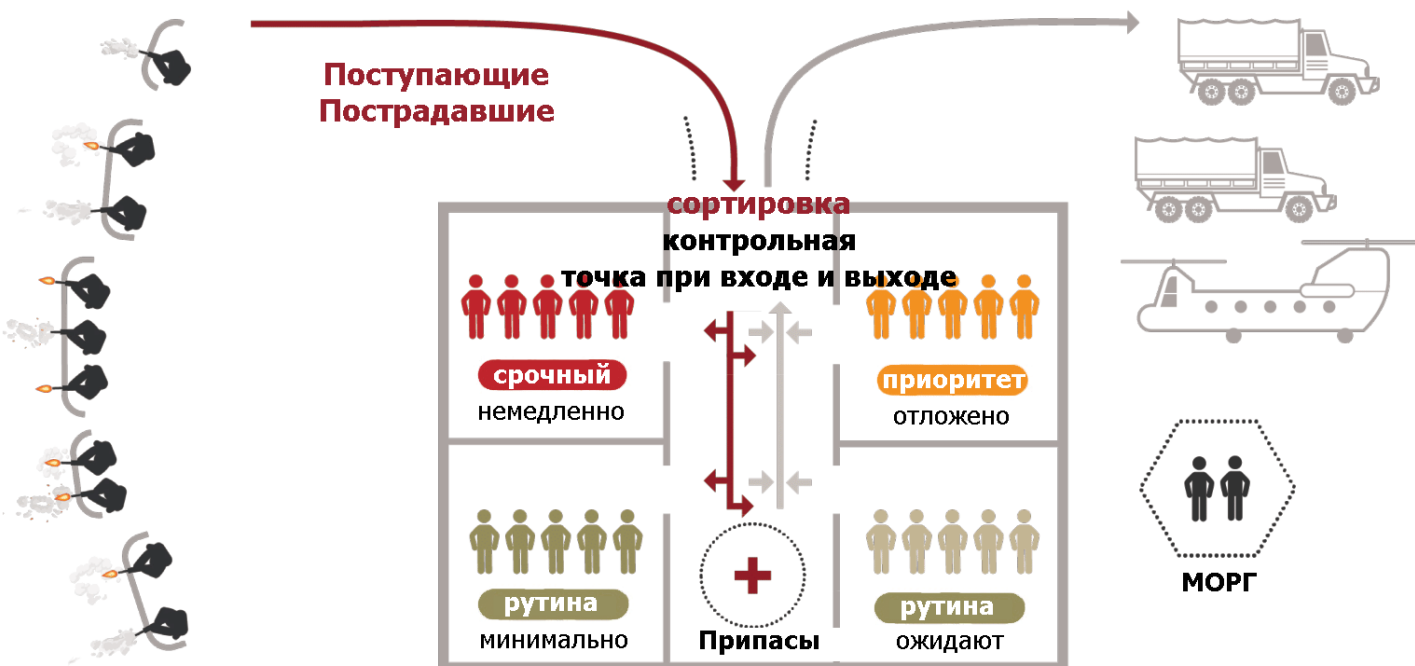 Поступающие
Пострадавшие
сортировка
контрольная
точка при входе и выходе
срочный
немедленно
приоритет
отложено
рутина
минимально
Припасы
рутина
ожидают
МОРГ